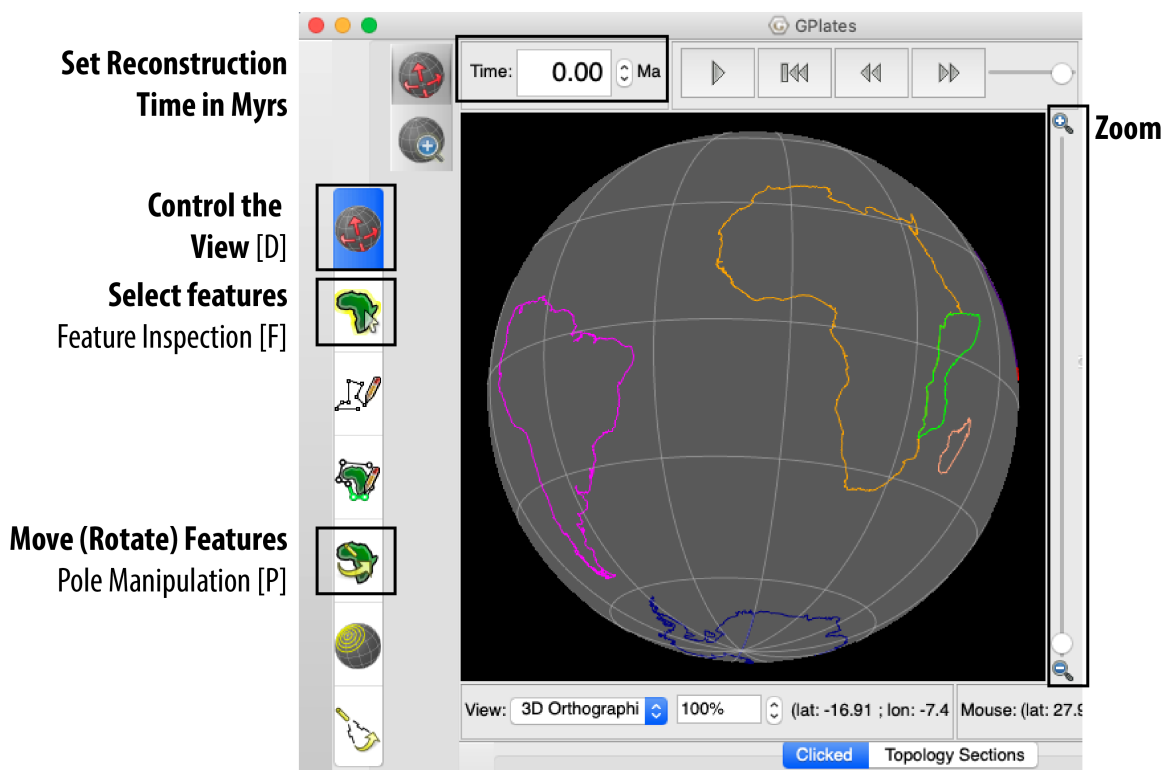 GPlates
Set Reconstruction
Time in Myrs
Time: 0.00 Ma
Zoom
Control the
View [D]
Select features
Feature Inspection [F]
Move (Rotate) Features
Pole Manipulation [P]
View: 3D Orthographi 100% (lat: -16.91 ; lon: -7.4 Mouse: (lat: 27.9
Clicked Topology Sections